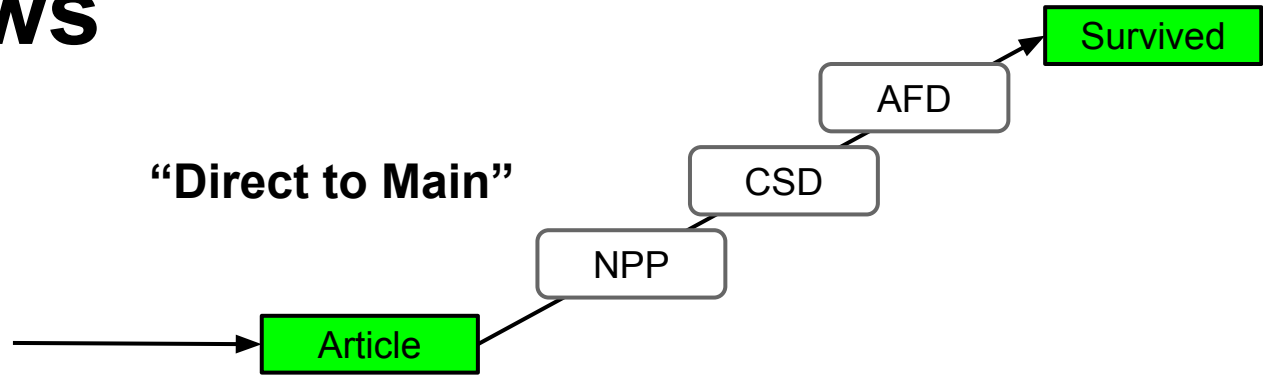 ws
Survived
AFD
“Direct to Main”
CSD
NPP
Article